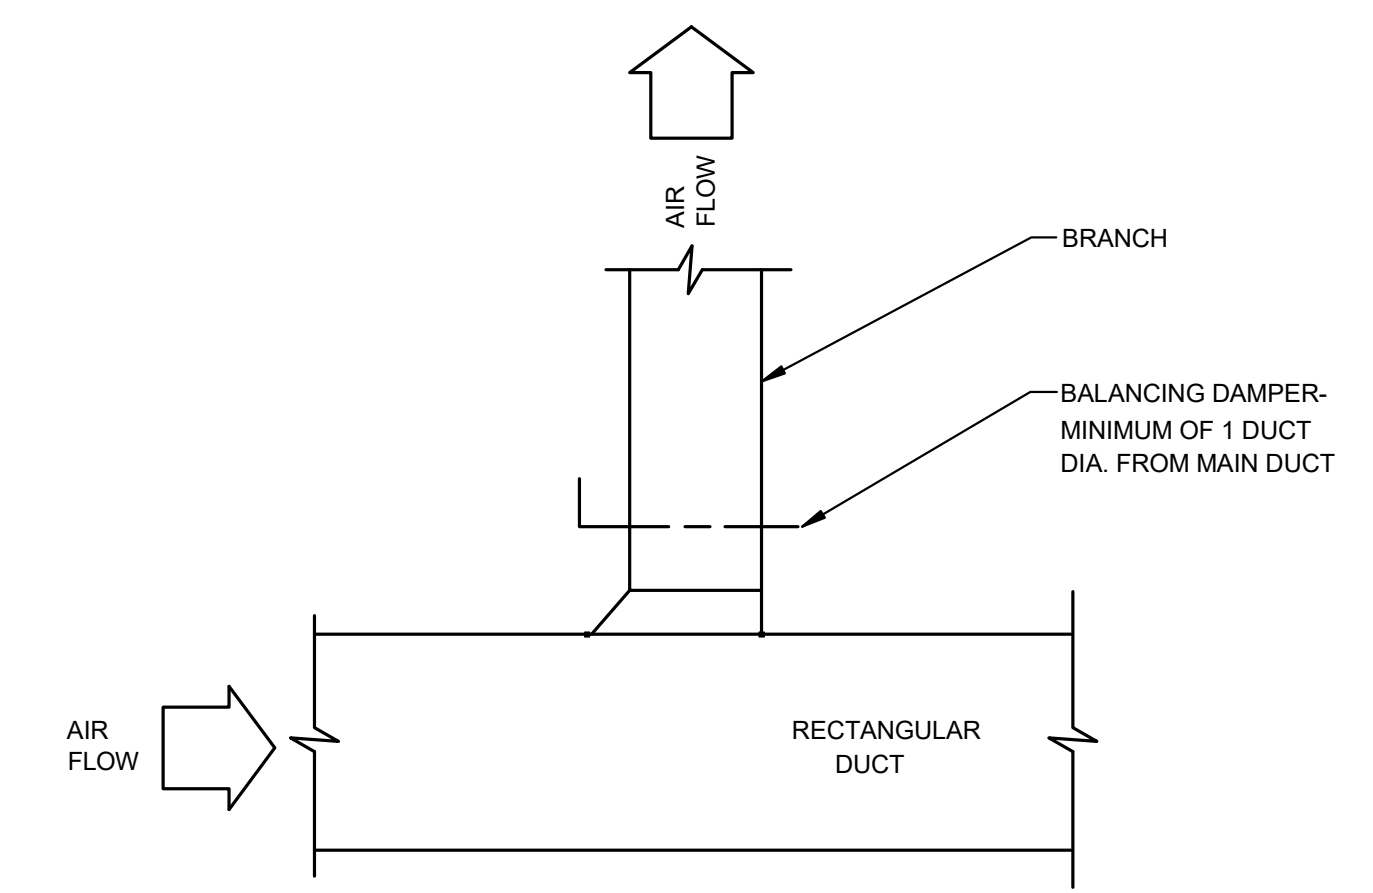 AIR
FLOW
BRANCH
BALANCING DAMPER-
MINIMUM OF 1 DUCT
DIA. FROM MAIN DUCT
AIR
FLOW
RECTANGULAR
DUCT